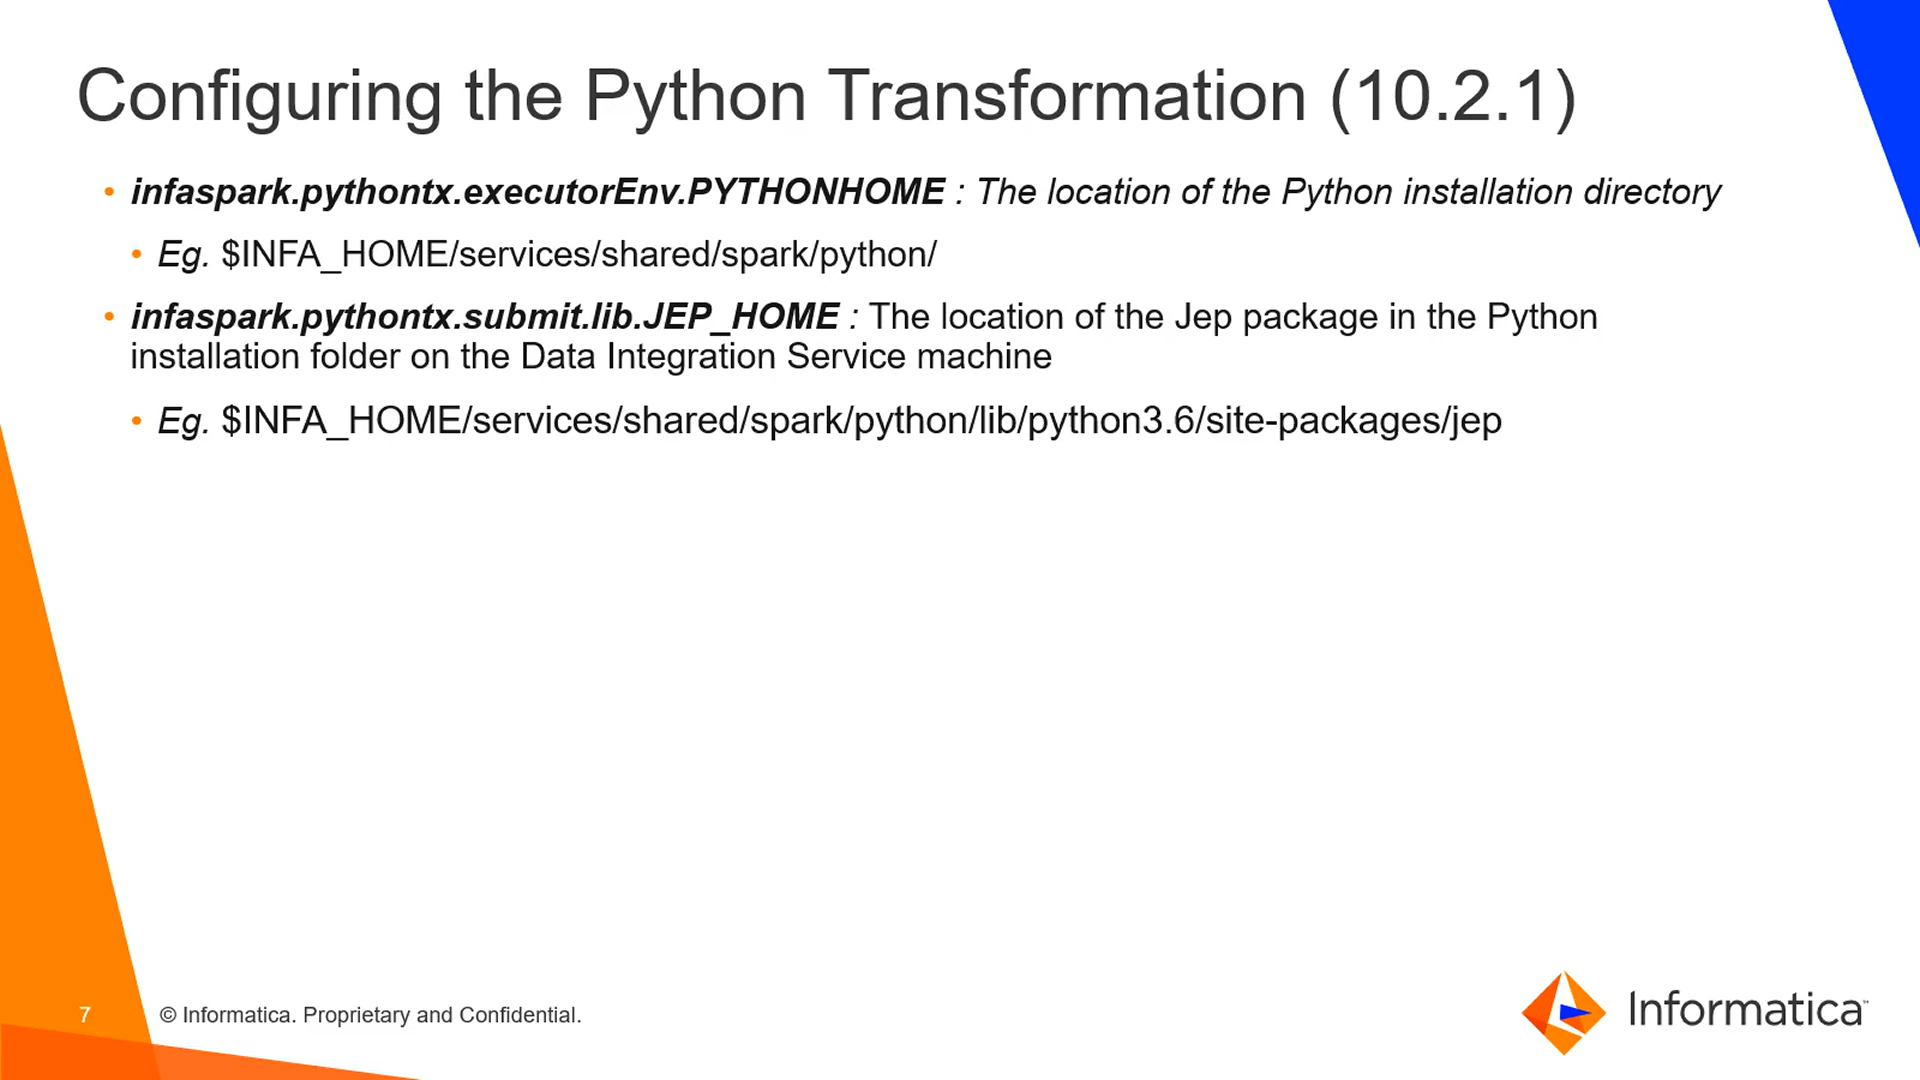 Configuring the Python Transformation (10.2.1)
• infaspark.pythontx.executorEnv.PYTHONHOME : The location of the Python installation directory
• Eg. $INFA_HOME/services/shared/spark/python/
• infaspark.pythontx.submit.lib.JEP_HOME : The location of the Jep package in the Python
installation folder on the Data Integration Service machine
• Eg. $INFA_HOME/services/shared/spark/python/lib/python3.6/site-packages/jep
7
© Informatica. Proprietary and Confidential.
Informatica™